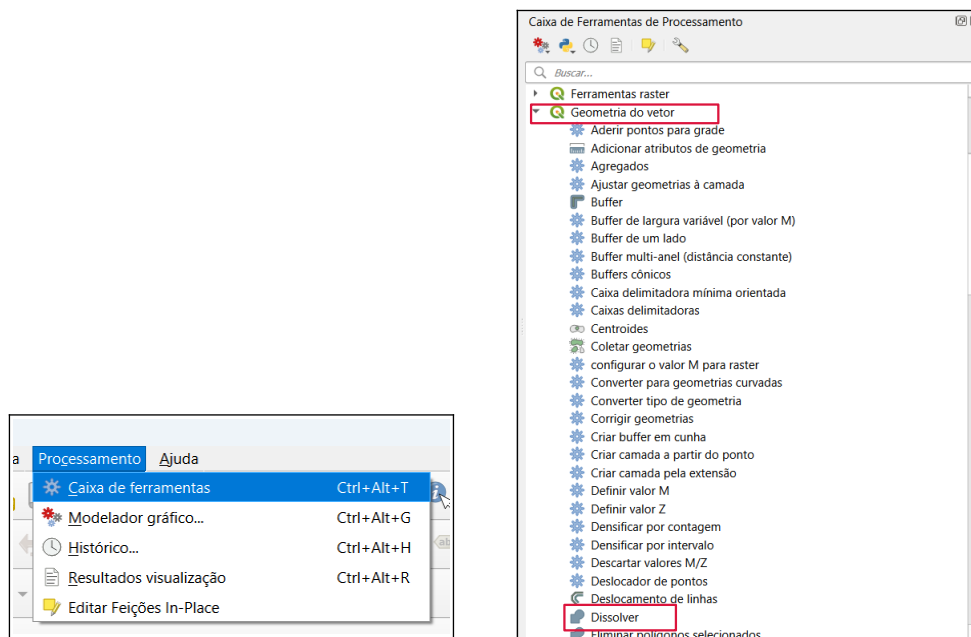 a Processamento Ajuda
Caixa de ferramentas Ctrl+Alt+T
Modelador gráfico... Ctrl+Alt+G
Histórico... Ctrl+Alt+H
Resultados visualização Ctrl+Alt+R
Editar Feições In-Place
Caixa de Ferramentas de Processamento
Buscar...
Ferramentas raster
Geometria do vetor
Aderir pontos para grade
Adicionar atributos de geometria
Agregados
Ajustar geometrias à camada
Buffer
Buffer de largura variável (por valor M)
Buffer de um lado
Buffer multi-anel (distância constante)
Buffers cônicos
Caixa delimitadora mínima orientada
Caixas delimitadoras
Centroides
Coletar geometrias
configurar o valor M para raster
Converter para geometrias curvadas
Converter tipo de geometria
Corrigir geometrias
Criar buffer em cunha
Criar camada a partir do ponto
Criar camada pela extensão
Definir valor M
Definir valor Z
Densificar por contagem
Densificar por intervalo
Descartar valores M/Z
Deslocador de pontos
Deslocamento de linhas
Dissolver
Eliminar polígonos selecionados